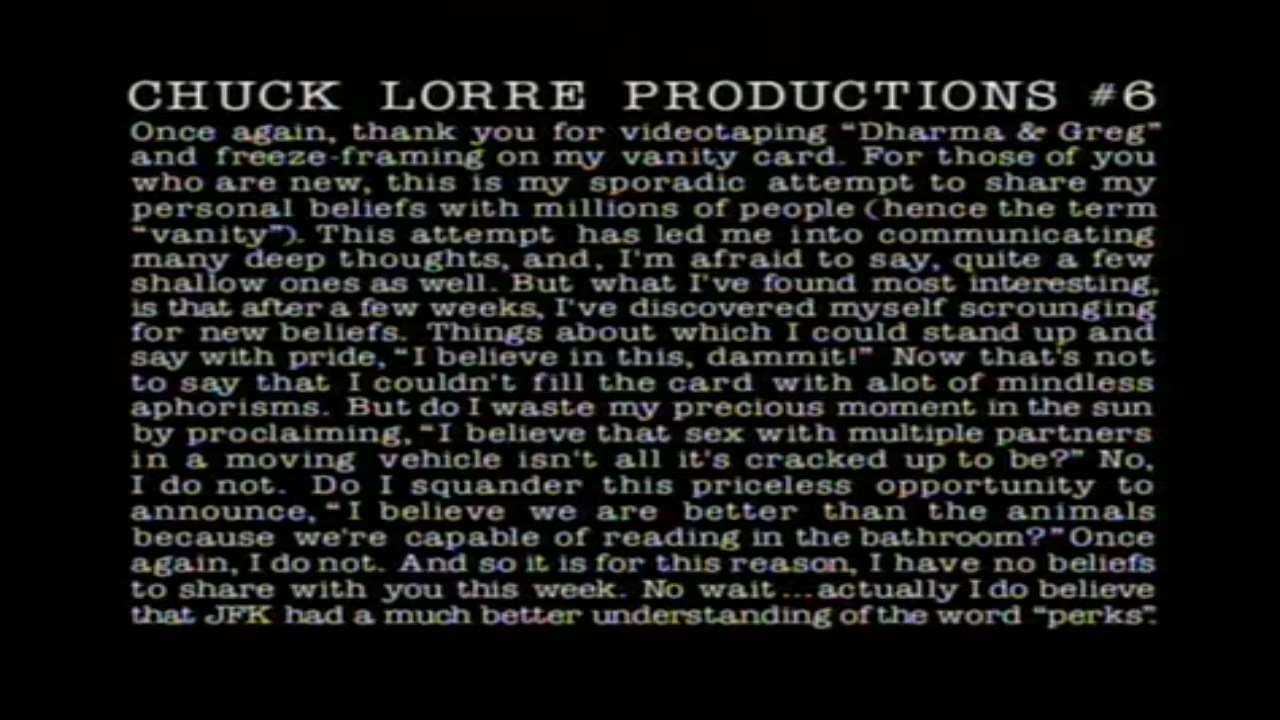 CHUCK LORRE PRODUCTIONS #6
Once again, thank you for videotaping “Dharma & Greg”
and freeze-framing on my vanity card. For those of you
who are new, this is my sporadic attempt to share my
personal beliefs with millions of people (hence the term
“vanity”). This attempt has led me into communicating
many deep thoughts, and, I'm afraid to say, quite a few
shallow ones as well. But what I've found most interesting,
is that after a few weeks, I've discovered myself scrounging
for new beliefs. Things about which I could stand up and
say with pride, “I believe in this, dammit!” Now that's not
to say that I couldn't fill the card with alot of mindless
aphorisms. But do I waste my precious moment in the sun
by proclaiming, “I believe that sex with multiple partners
in a moving vehicle isn't all it's cracked up to be?” No,
I do not. Do I squander this priceless opportunity to
announce, “I believe we are better than the animals
because we're capable of reading in the bathroom?” Once
again, I do not. And so it is for this reason, I have no beliefs
to share with you this week. No wait...actually I do believe
that JFK had a much better understanding of the word “perks”.